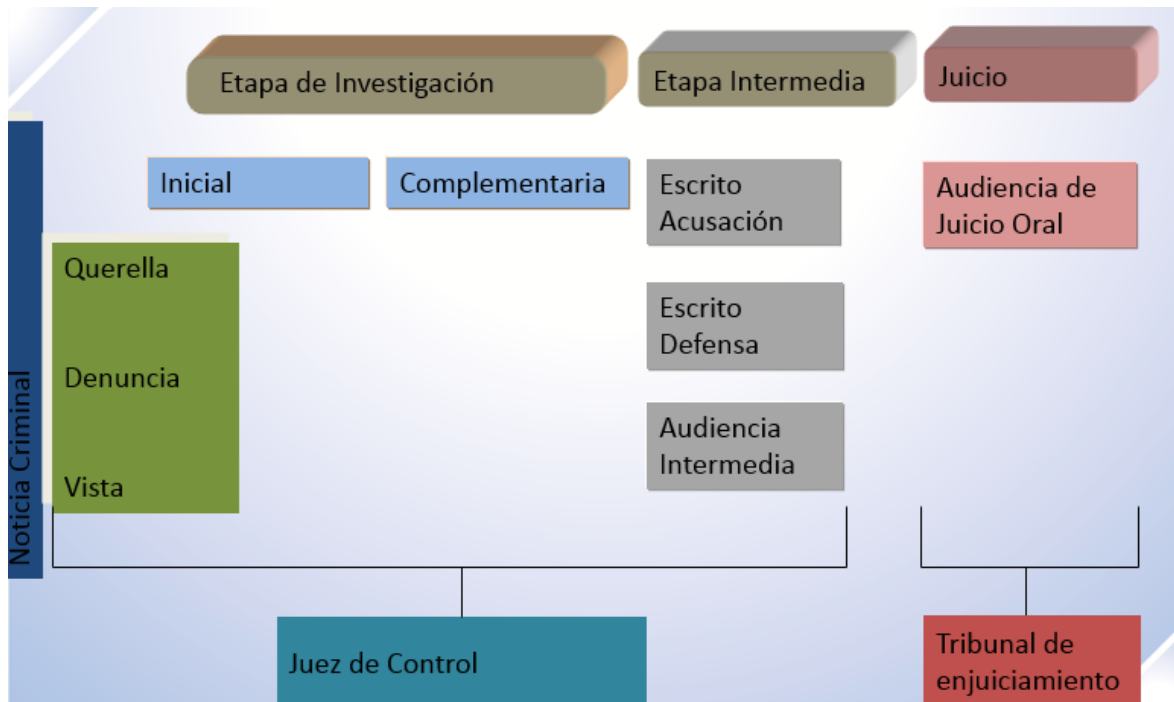 Etapa de Investigación
Etapa Intermedia
Juicio
Inicial
Complementaria
Escrito
Acusación
Audiencia de
Juicio Oral
Noticia Criminal
Querella
Denuncia
Vista
Escrito
Defensa
Audiencia
Intermedia
Juez de Control
Tribunal de
enjuiciamiento